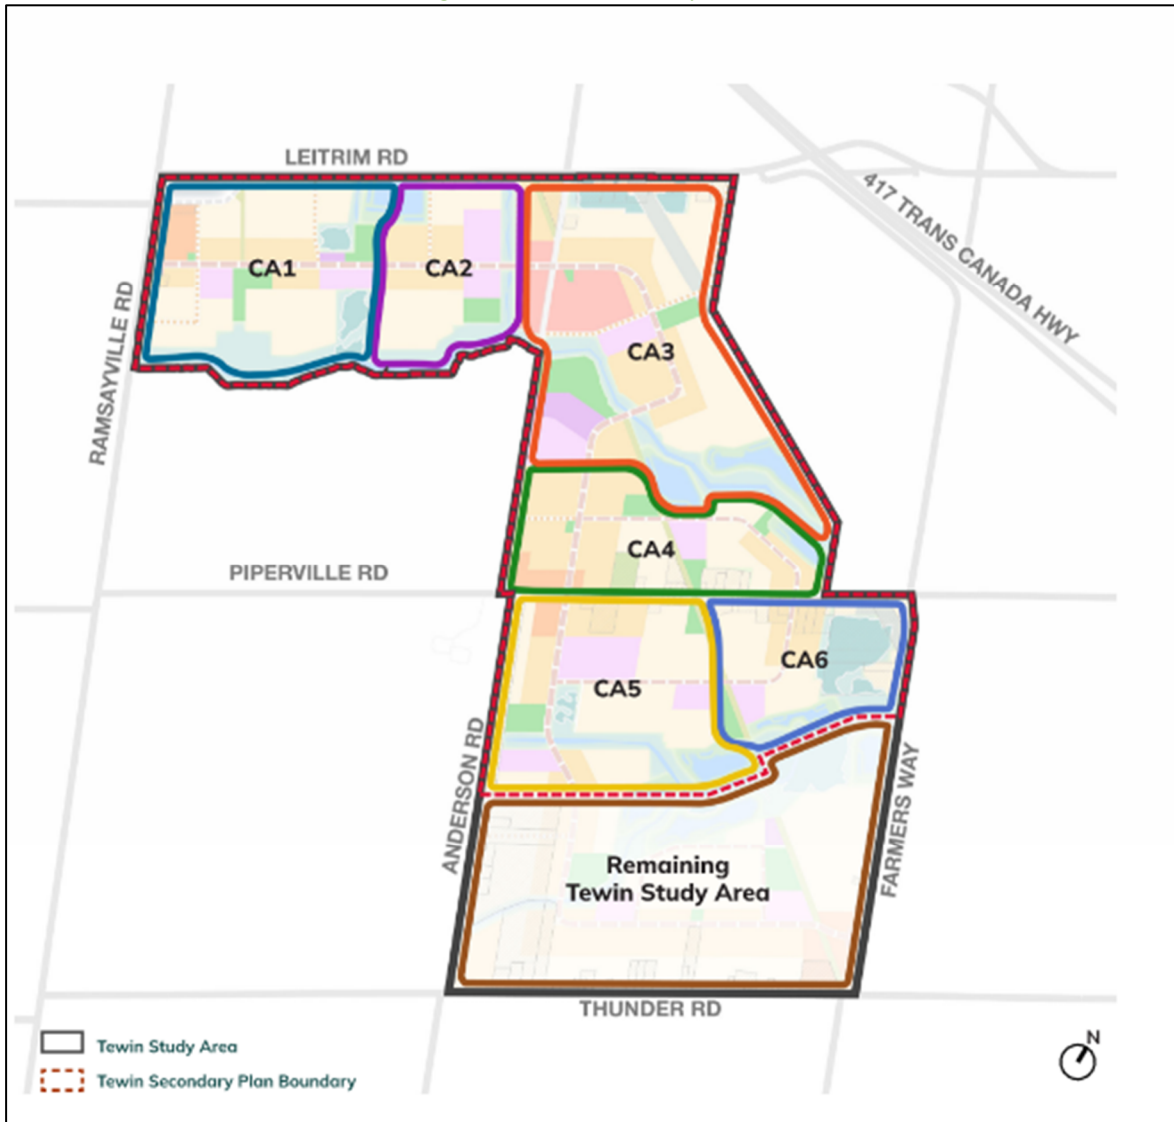 LEITRIM RD
417 TRANS CANADA HWY
RAMSAYVILLE RD
CA1
CA2
CA3
CA4
PIPERVILLE RD
CA5
CA6
ANDERSON RD
FARMERS WAY
Remaining
Tewin Study Area
THUNDER RD
Tewin Study Area
Tewin Secondary Plan Boundary
N